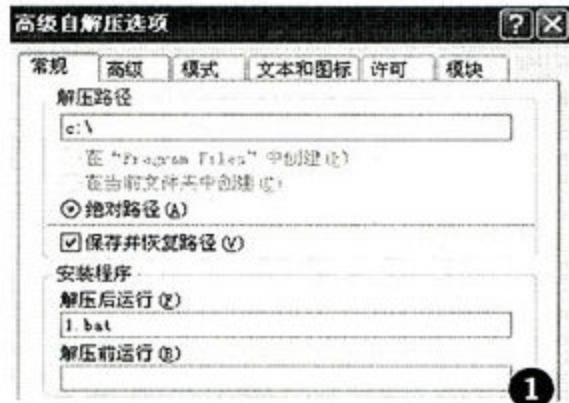 高级自解压选项
常规 高级 模式 文本和图标 许可 模块
解压路径
c:\
在“Program Files”中创建(P)
在当前文件夹中创建(C)
绝对路径(A)
保存并恢复路径(V)
安装程序
解压后运行(F)
1.bat
解压前运行(B)
1